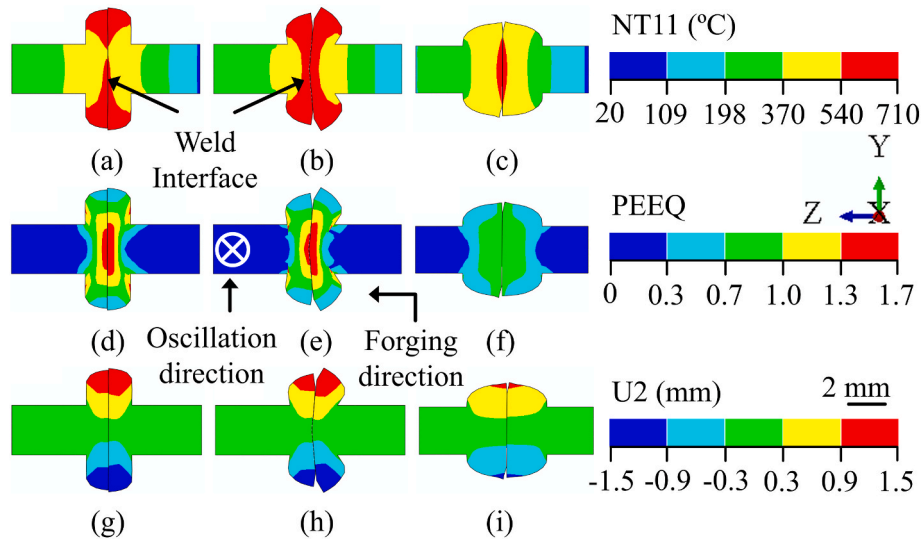 NT11 (ºC)
20 109 198 370 540 710
Weld
Interface
(a) (b) (c)
Y
Z X
PEEQ
0 0.3 0.7 1.0 1.3 1.7
(d) (e) (f)
Oscillation
direction
Forging
direction
U2 (mm) 2 mm
-1.5 -0.9 -0.3 0.3 0.9 1.5
(g) (h) (i)